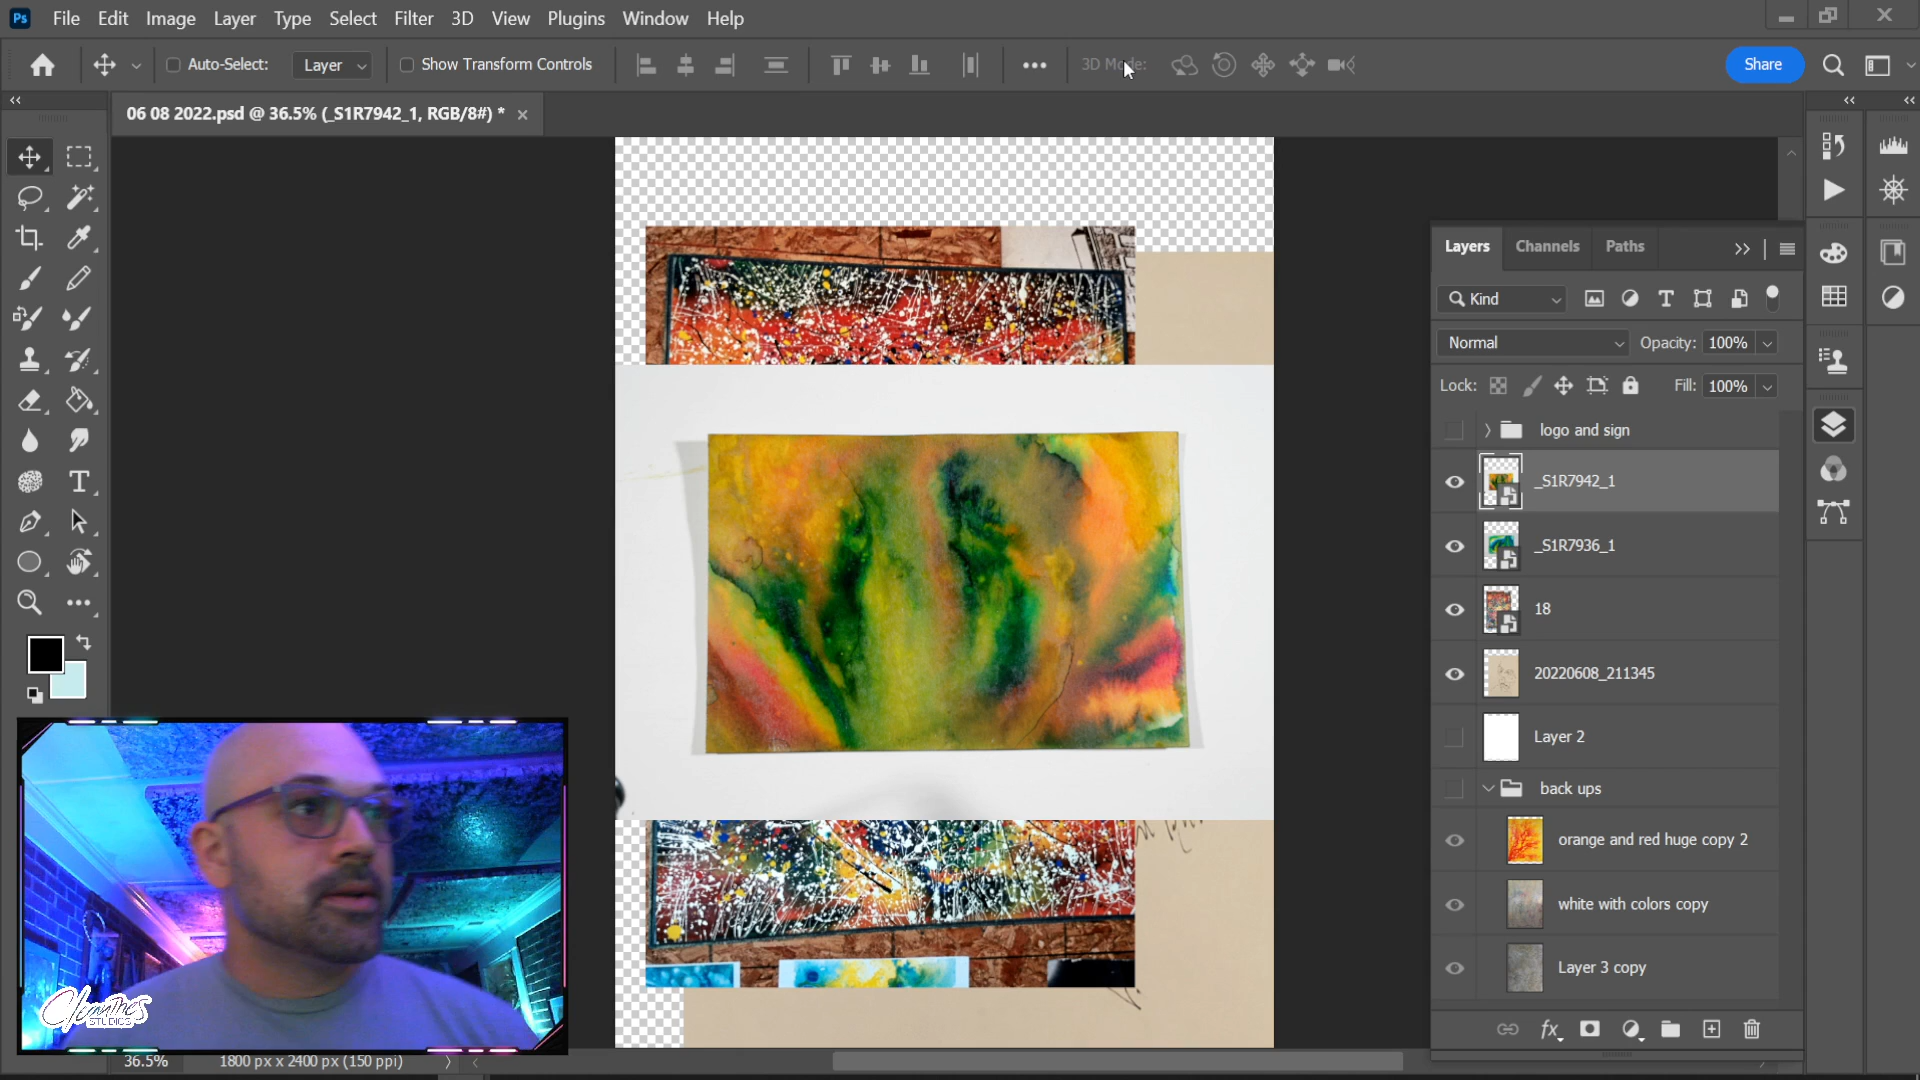 Ps File Edit Image Layer Type Select Filter 3D View Plugins Window Help
Auto-Select: Layer Show Transform Controls 3D Mode: Share
06 08 2022.psd @ 36.5% (_S1R7942_1, RGB/8#) *
Layers Channels Paths
Kind
Normal Opacity: 100%
Lock: Fill: 100%
logo and sign
_S1R7942_1
_S1R7936_1
18
20220608_211345
Layer 2
back ups
orange and red huge copy 2
white with colors copy
Layer 3 copy
STUDIOS
36.5% 1800 px x 2400 px (150 ppi)